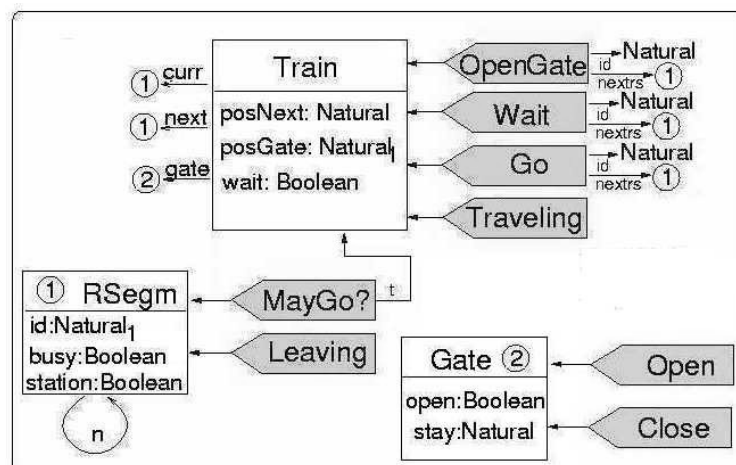 Train
posNext: Natural
posGate: Natural1
wait: Boolean
1 curr
1 next
2 gate
OpenGate
id Natural
nextrs 1
Wait
id Natural
nextrs 1
Go
id Natural
nextrs 1
Traveling
1 RSegm
id:Natural1
busy:Boolean
station:Boolean
n
MayGo?
t
Leaving
Gate 2
open:Boolean
stay:Natural
Open
Close